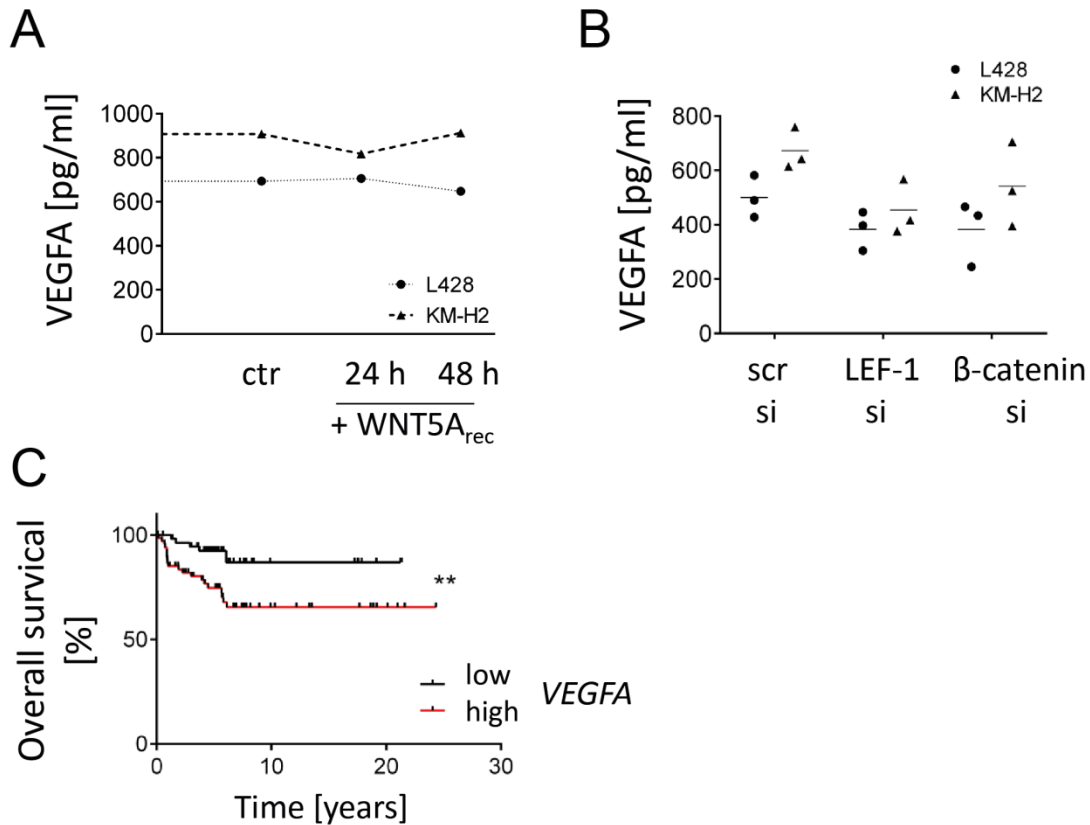 A
VEGFA [pg/ml]
1000
800
600
400
200
0
L428
KM-H2
ctr 24 h 48 h
+ WNT5Arec
B
VEGFA [pg/ml]
800
600
400
200
0
L428
KM-H2
scr LEF-1 ß-catenin
si si si
C
Overall survical
[%]
100
50
0
0 10 20 30
Time [years]
**
low
high
VEGFA